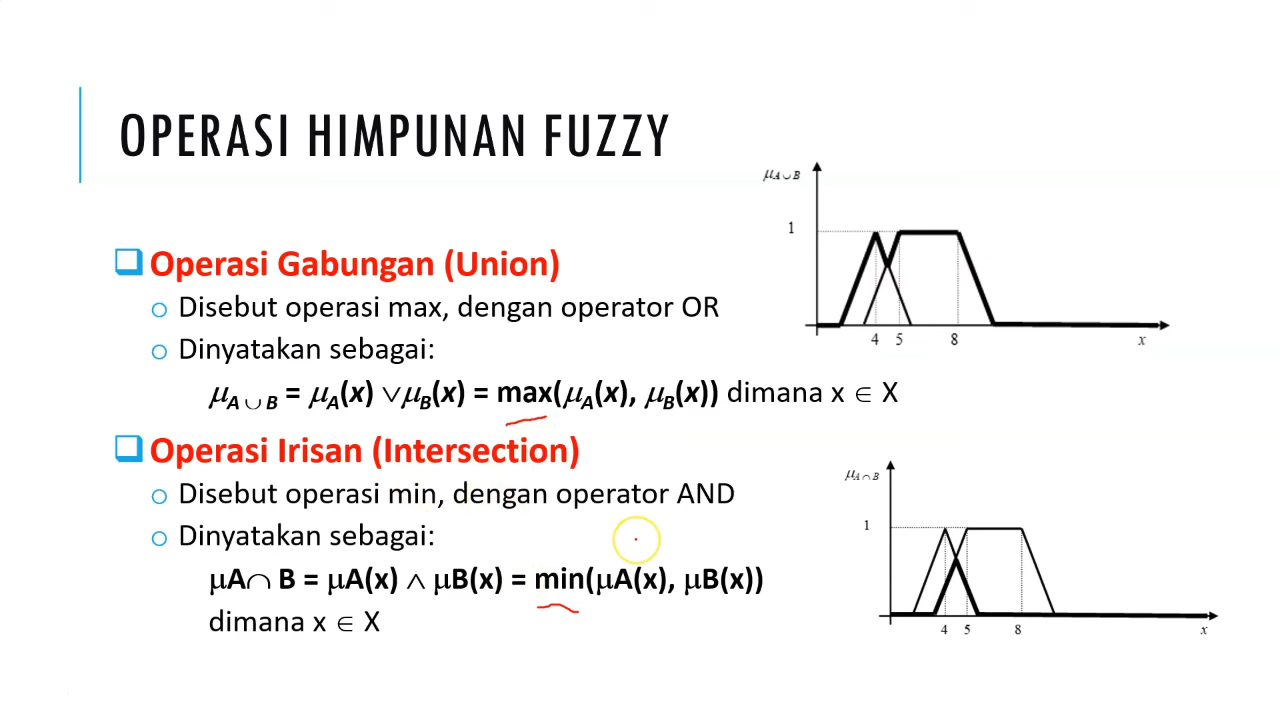 OPERASI HIMPUNAN FUZZY
μA∪B
1
4 5 8 x
❑ Operasi Gabungan (Union)
o Disebut operasi max, dengan operator OR
o Dinyatakan sebagai:
μA ∪ B = μA(x) ∨μB(x) = max(μA(x), μB(x)) dimana x ∈ X
❑ Operasi Irisan (Intersection)
o Disebut operasi min, dengan operator AND
o Dinyatakan sebagai:
μA∩ B = μA(x) ∧ μB(x) = min(μA(x), μB(x))
dimana x ∈ X
μA∩B
1
4 5 8 x